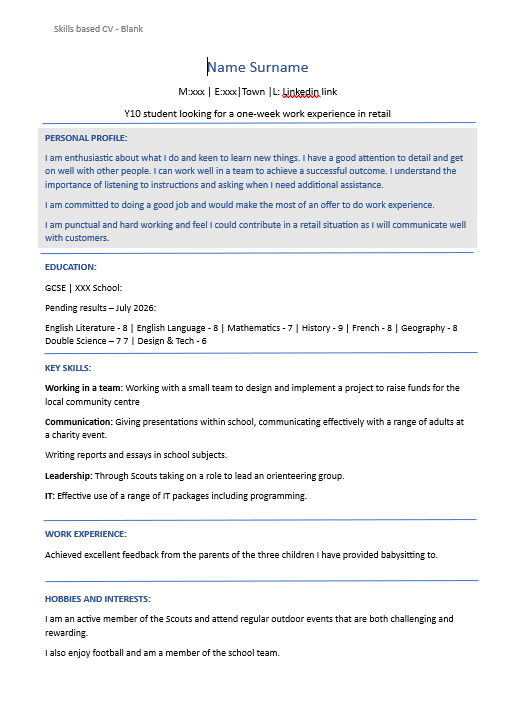 Skills based CV - Blank
Name Surname
M:xxx | E:xxx|Town |L: Linkedin link
Y10 student looking for a one-week work experience in retail
PERSONAL PROFILE:
I am enthusiastic about what I do and keen to learn new things. I have a good attention to detail and get
on well with other people. I can work well in a team to achieve a successful outcome. I understand the
importance of listening to instructions and asking when I need additional assistance.
I am committed to doing a good job and would make the most of an offer to do work experience.
I am punctual and hard working and feel I could contribute in a retail situation as I will communicate well
with customers.
EDUCATION:
GCSE | XXX School:
Pending results – July 2026:
English Literature - 8 | English Language - 8 | Mathematics - 7 | History - 9 | French - 8 | Geography - 8
Double Science – 7 7 | Design & Tech - 6
KEY SKILLS:
Working in a team: Working with a small team to design and implement a project to raise funds for the
local community centre
Communication: Giving presentations within school, communicating effectively with a range of adults at
a charity event.
Writing reports and essays in school subjects.
Leadership: Through Scouts taking on a role to lead an orienteering group.
IT: Effective use of a range of IT packages including programming.
WORK EXPERIENCE:
Achieved excellent feedback from the parents of the three children I have provided babysitting to.
HOBBIES AND INTERESTS:
I am an active member of the Scouts and attend regular outdoor events that are both challenging and
rewarding.
I also enjoy football and am a member of the school team.